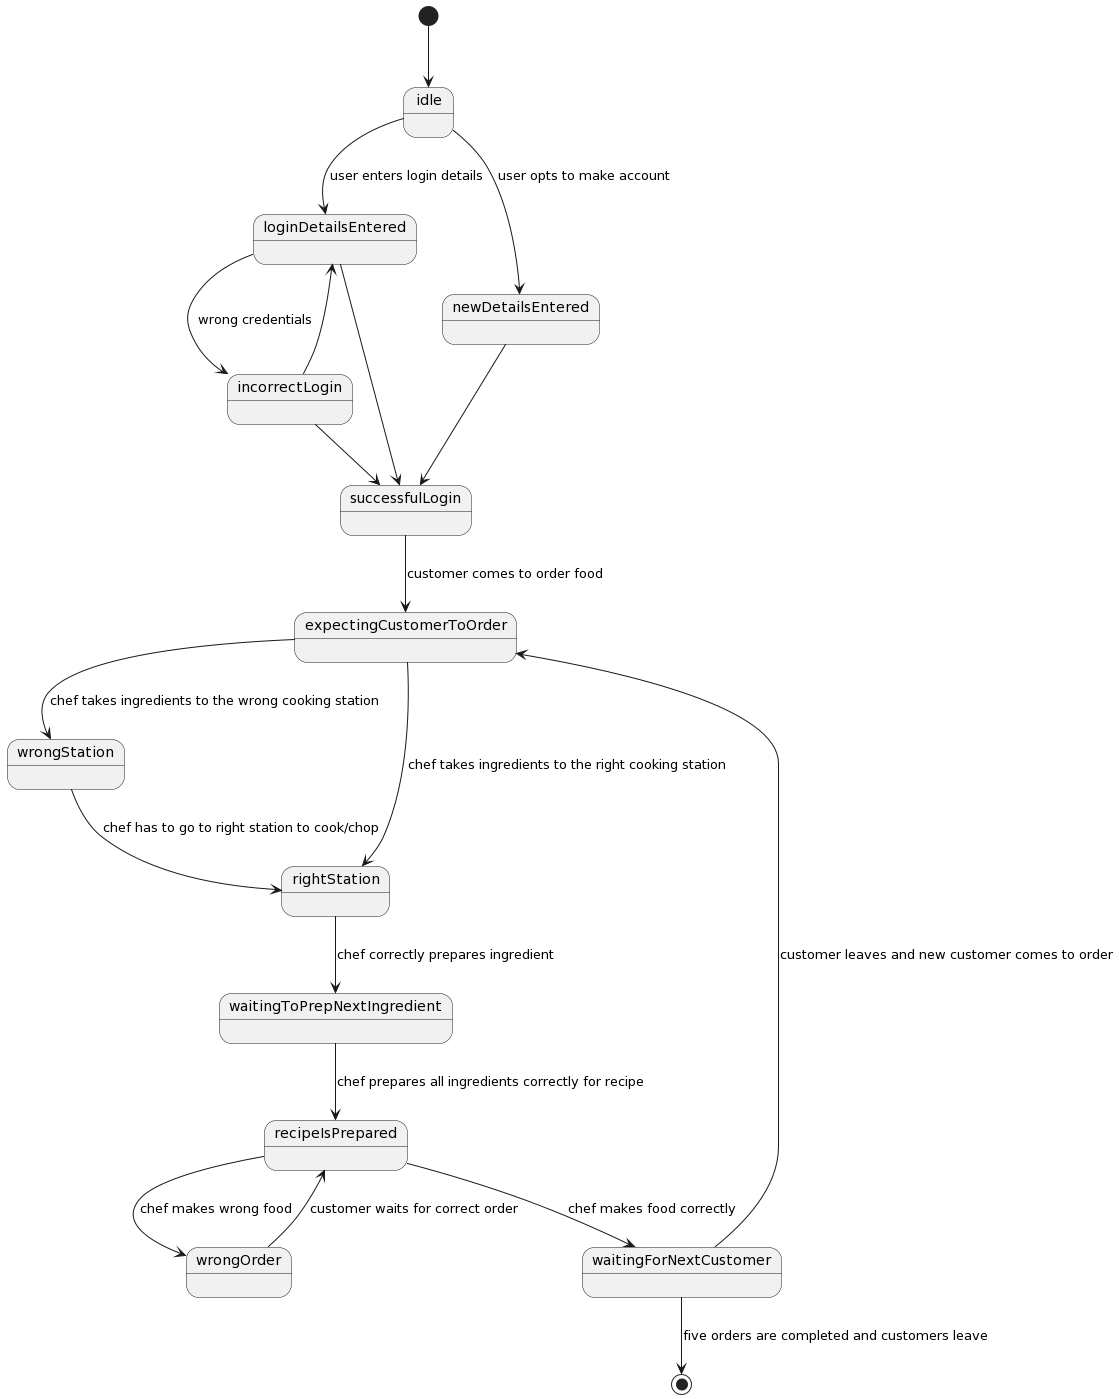 idle
user enters login details
user opts to make account
loginDetailsEntered
newDetailsEntered
wrong credentials
incorrectLogin
successfulLogin
customer comes to order food
expectingCustomerToOrder
chef takes ingredients to the wrong cooking station
wrongStation
chef takes ingredients to the right cooking station
chef has to go to right station to cook/chop
rightStation
chef correctly prepares ingredient
customer leaves and new customer comes to order
waitingToPrepNextIngredient
chef prepares all ingredients correctly for recipe
recipeIsPrepared
chef makes wrong food
customer waits for correct order
chef makes food correctly
wrongOrder
waitingForNextCustomer
five orders are completed and customers leave